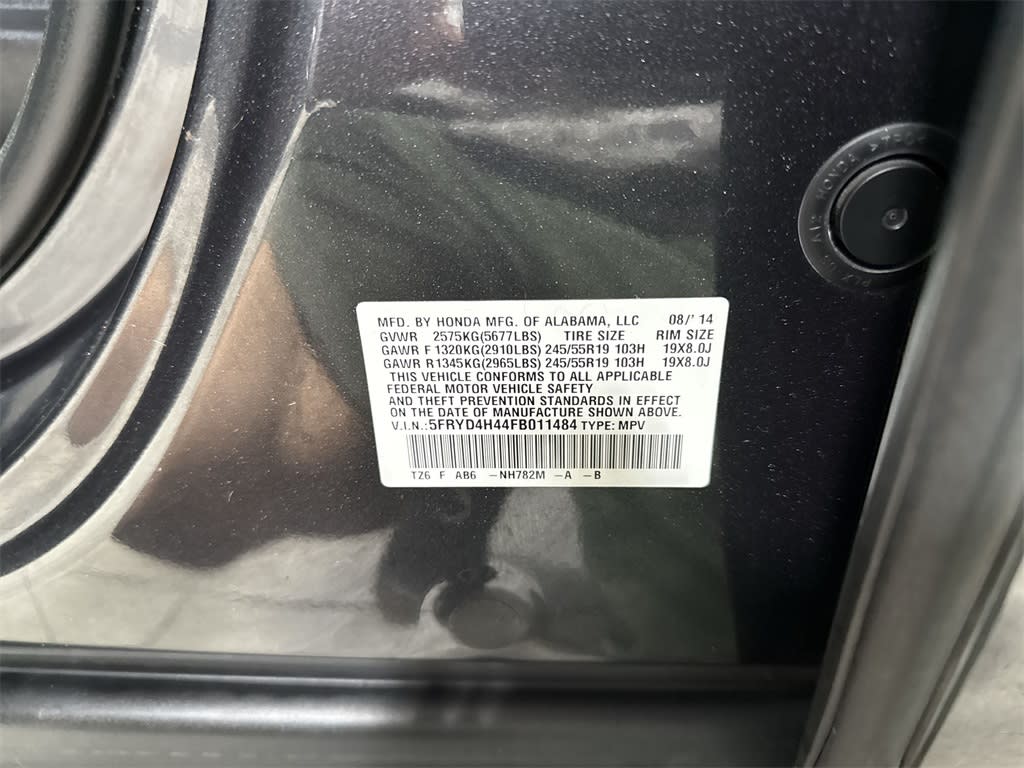 MFD. BY HONDA MFG. OF ALABAMA, LLC 08/' 14
GVWR 2575KG(5677LBS) TIRE SIZE RIM SIZE
GAWR F 1320KG(2910LBS) 245/55R19 103H 19X8.0J
GAWR R 1345KG(2965LBS) 245/55R19 103H 19X8.0J
THIS VEHICLE CONFORMS TO ALL APPLICABLE
FEDERAL MOTOR VEHICLE SAFETY
AND THEFT PREVENTION STANDARDS IN EFFECT
ON THE DATE OF MANUFACTURE SHOWN ABOVE.
V.I.N.:5FRYD4H44FB011484 TYPE: MPV
TZ6 F AB6 -NH782M -A -B
HONDA